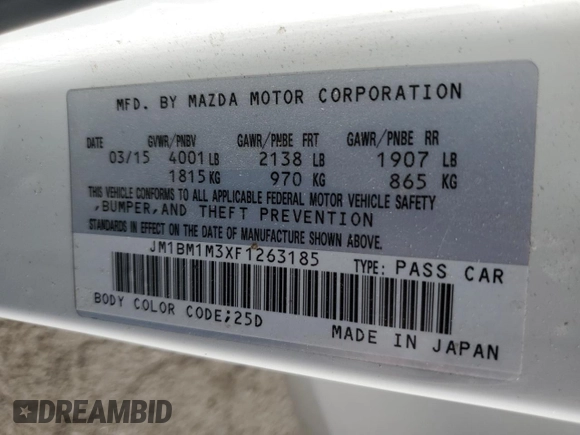 MFD. BY MAZDA MOTOR CORPORATION
DATE GVWR/PNBV GAWR/PNBE FRT GAWR/PNBE RR
03/15 4001 LB 2138 LB 1907 LB
1815 KG 970 KG 865 KG
THIS VEHICLE CONFORMS TO ALL APPLICABLE FEDERAL MOTOR VEHICLE SAFETY
,BUMPER,AND THEFT PREVENTION
STANDARDS IN EFFECT ON THE DATE OF MANUFACTURE SHOWN ABOVE.
JM1BM1M3XF1263185 TYPE: PASS CAR
BODY COLOR CODE;25D
MADE IN JAPAN
DREAMBID